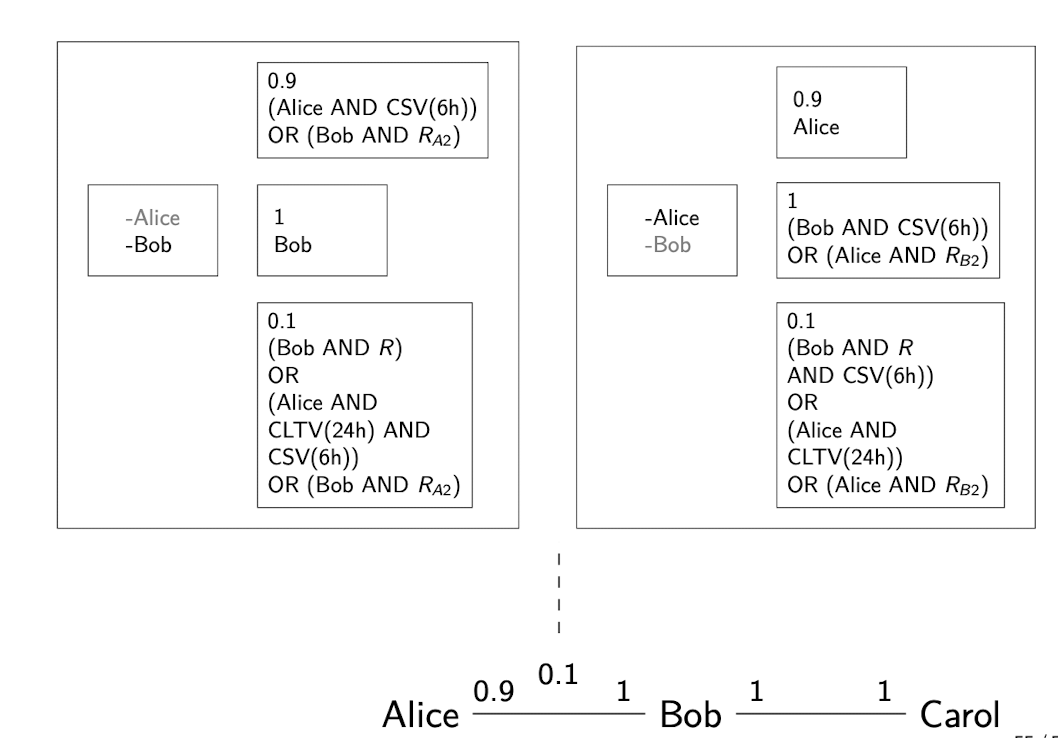 0.9
(Alice AND CSV(6h))
OR (Bob AND R_{A2})
-Alice
-Bob
1
Bob
0.1
(Bob AND R)
OR
(Alice AND
CLTV(24h) AND
CSV(6h))
OR (Bob AND R_{A2})
0.9
Alice
-Alice
-Bob
1
(Bob AND CSV(6h))
OR (Alice AND R_{B2})
0.1
(Bob AND R
AND CSV(6h))
OR
(Alice AND
CLTV(24h))
OR (Alice AND R_{B2})
Alice 0.9 0.1 1 Bob 1 1 Carol